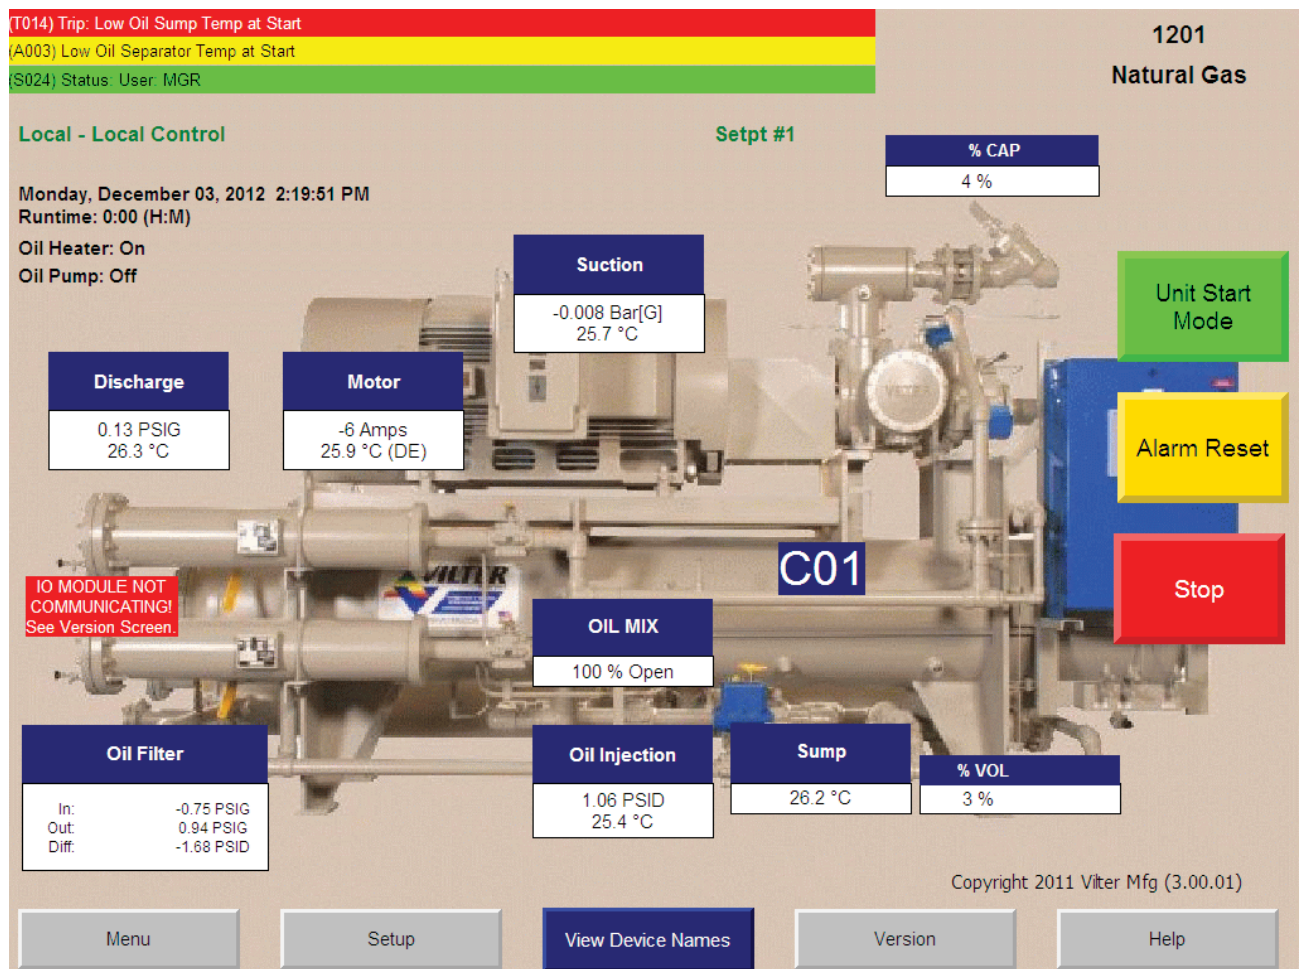 (T014) Trip: Low Oil Sump Temp at Start
(A003) Low Oil Separator Temp at Start
(S024) Status: User: MGR
1201
Natural Gas
Local - Local Control
Setpt #1
% CAP
4 %
Monday, December 03, 2012 2:19:51 PM
Runtime: 0:00 (H:M)
Oil Heater: On
Oil Pump: Off
Suction
-0.008 Bar[G]
25.7 °C
Unit Start
Mode
Discharge
0.13 PSIG
26.3 °C
Motor
-6 Amps
25.9 °C (DE)
VILTER
Alarm Reset
C01
Stop
IO MODULE NOT
COMMUNICATING!
See Version Screen.
VILTER
OIL MIX
100 % Open
Oil Filter
In: -0.75 PSIG
Out: 0.94 PSIG
Diff: -1.68 PSID
Oil Injection
1.06 PSID
25.4 °C
Sump
26.2 °C
% VOL
3 %
Copyright 2011 Vilter Mfg (3.00.01)
Menu
Setup
View Device Names
Version
Help